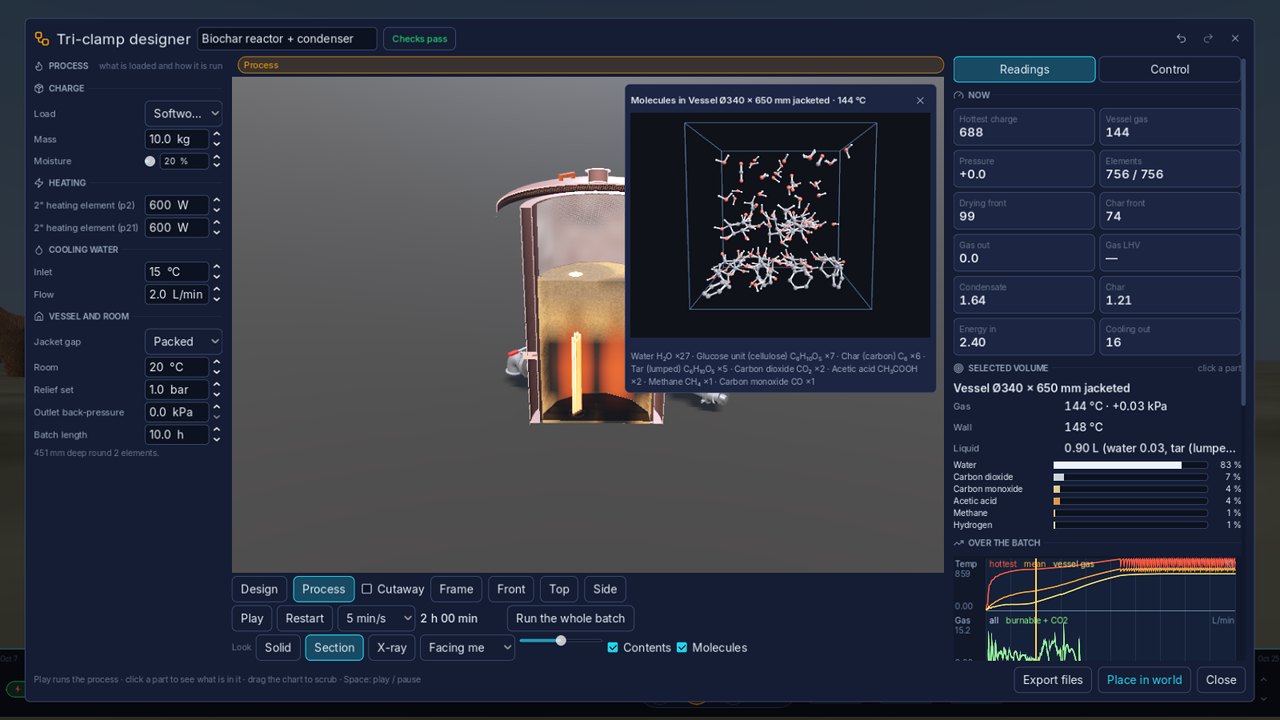 Tri-clamp designer
Biochar reactor + condenser
Checks pass
PROCESS what is loaded and how it is run
CHARGE
Load Softwo...
Mass 10.0 kg
Moisture 20 %
HEATING
2" heating element (p2) 600 W
2" heating element (p21) 600 W
COOLING WATER
Inlet 15 °C
Flow 2.0 L/min
VESSEL AND ROOM
Jacket gap Packed
Room 20 °C
Relief set 1.0 bar
Outlet back-pressure 0.0 kPa
Batch length 10.0 h
451 mm deep round 2 elements.
Process
Molecules in Vessel Ø340 × 650 mm jacketed · 144 °C
Water H₂O ×27 · Glucose unit (cellulose) C₆H₁₀O₅ ×7 · Char (carbon) C₆ ×6 ·
Tar (lumped) C₆H₁₀O₅ ×5 · Carbon dioxide CO₂ ×2 · Acetic acid CH₃COOH
×2 · Methane CH₄ ×1 · Carbon monoxide CO ×1
Design Process Cutaway Frame Front Top Side
Play Restart 5 min/s 2 h 00 min Run the whole batch
Look Solid Section X-ray Facing me Contents Molecules
Play runs the process · click a part to see what is in it · drag the chart to scrub · Space: play / pause
Readings Control
NOW
Hottest charge
688
Vessel gas
144
Pressure
+0.0
Elements
756 / 756
Drying front
99
Char front
74
Gas out
0.0
Gas LHV
—
Condensate
1.64
Char
1.21
Energy in
2.40
Cooling out
16
SELECTED VOLUME click a part
Vessel Ø340 × 650 mm jacketed
Gas 144 °C · +0.03 kPa
Wall 148 °C
Liquid 0.90 L (water 0.03, tar (lumpe...
Water 83 %
Carbon dioxide 7 %
Carbon monoxide 4 %
Acetic acid 4 %
Methane 1 %
Hydrogen 1 %
OVER THE BATCH
Temp hottest mean vessel gas
859
0.00
Gas all burnable + CO2 L/min
15.2
Export files Place in world Close
Oct 7